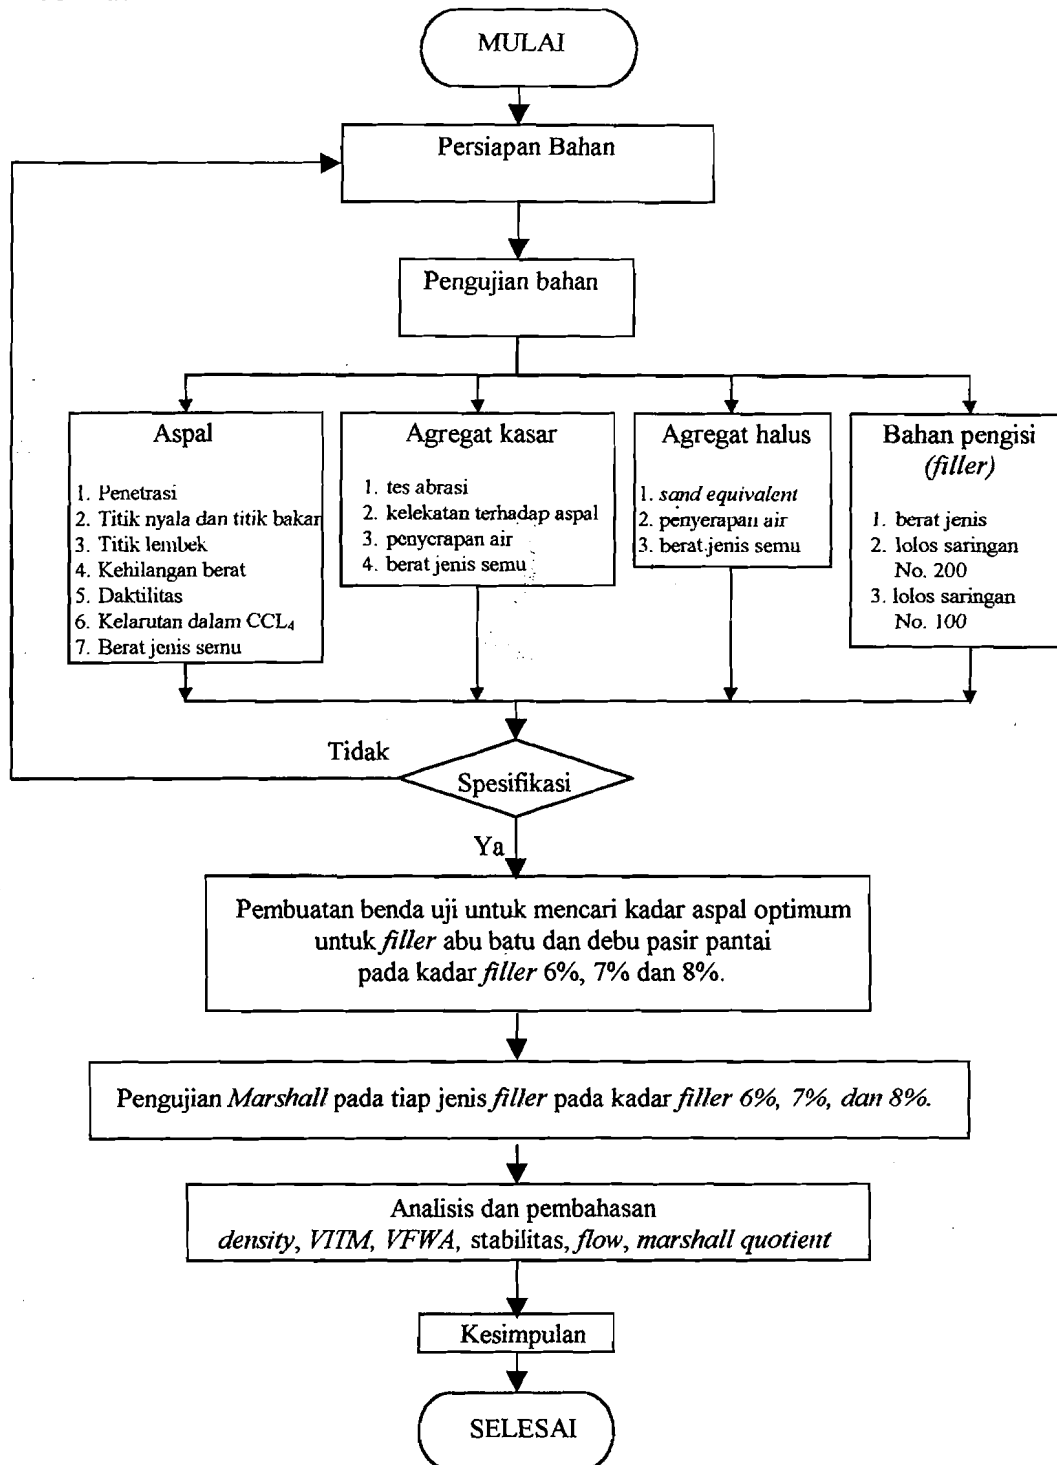 MULAI
Persiapan Bahan
Pengujian bahan
Aspal
1. Penetrasi
2. Titik nyala dan titik bakar
3. Titik lembek
4. Kehilangan berat
5. Daktilitas
6. Kelarutan dalam CCL₄
7. Berat jenis semu
Agregat kasar
1. tes abrasi
2. kelekatan terhadap aspal
3. penyerapan air
4. berat jenis semu
Agregat halus
1. sand equivalent
2. penyerapan air
3. berat jenis semu
Bahan pengisi
(filler)
1. berat jenis
2. lolos saringan
No. 200
3. lolos saringan
No. 100
Tidak
Spesifikasi
Ya
Pembuatan benda uji untuk mencari kadar aspal optimum
untuk filler abu batu dan debu pasir pantai
pada kadar filler 6%, 7% dan 8%.
Pengujian Marshall pada tiap jenis filler pada kadar filler 6%, 7%, dan 8%.
Analisis dan pembahasan
density, VITM, VFWA, stabilitas, flow, marshall quotient
Kesimpulan
SELESAI